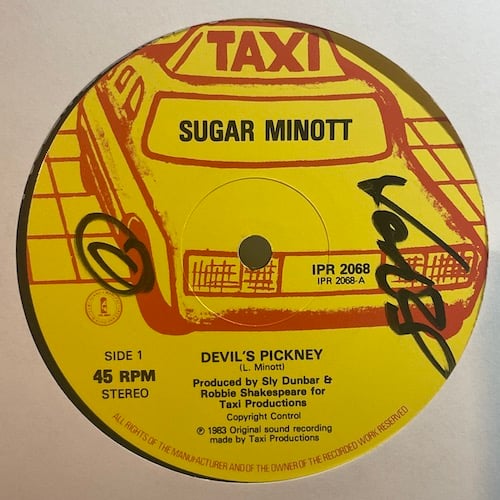 TAXI
SUGAR MINOTT
IPR 2068
IPR 2068-A
SIDE 1
45 RPM
STEREO
DEVIL'S PICKNEY
(L. Minott)
Produced by Sly Dunbar &
Robbie Shakespeare for
Taxi Productions
Copyright Control
℗ 1983 Original sound recording
made by Taxi Productions
ALL RIGHTS OF THE MANUFACTURER AND OF THE OWNER OF THE RECORDED WORK RESERVED